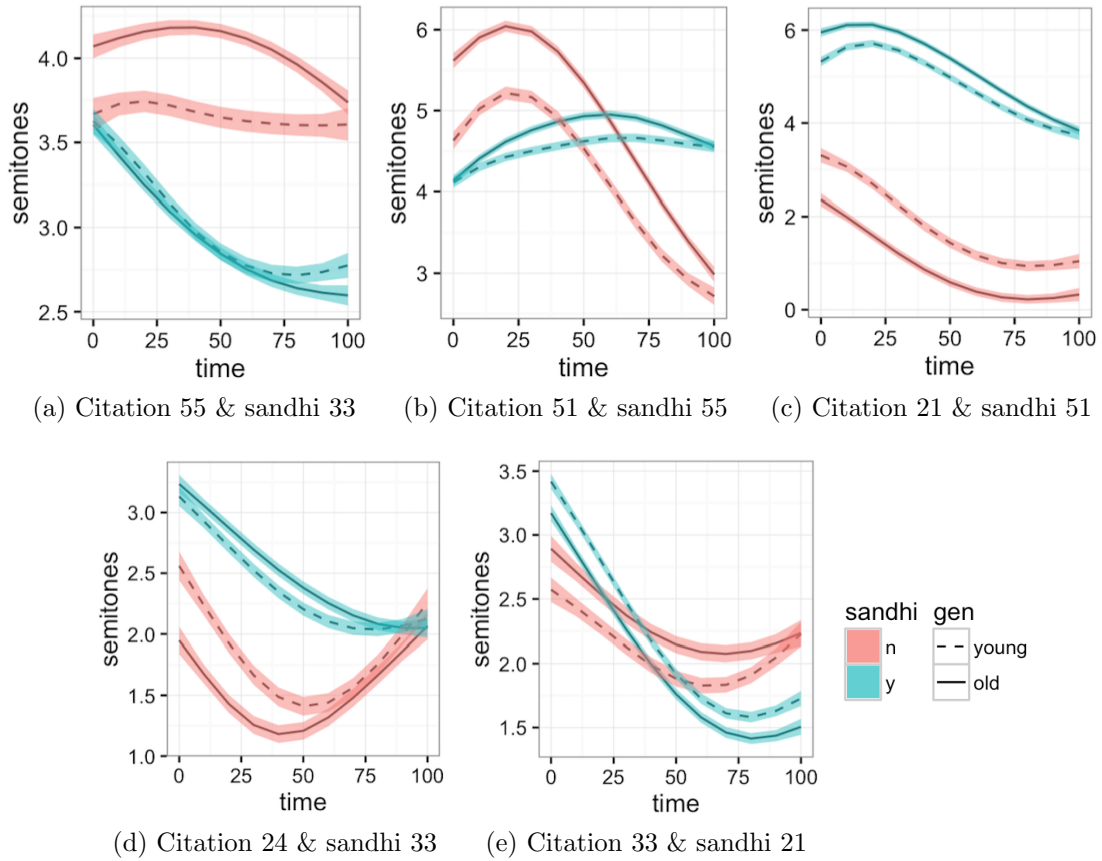 semitones
4.0
3.5
3.0
2.5
0 25 50 75 100
time
(a) Citation 55 & sandhi 33
semitones
6
5
4
3
0 25 50 75 100
time
(b) Citation 51 & sandhi 55
semitones
6
4
2
0
0 25 50 75 100
time
(c) Citation 21 & sandhi 51
semitones
3.0
2.5
2.0
1.5
1.0
0 25 50 75 100
time
(d) Citation 24 & sandhi 33
semitones
3.5
3.0
2.5
2.0
1.5
0 25 50 75 100
time
(e) Citation 33 & sandhi 21
sandhi
n
y
gen
young
old